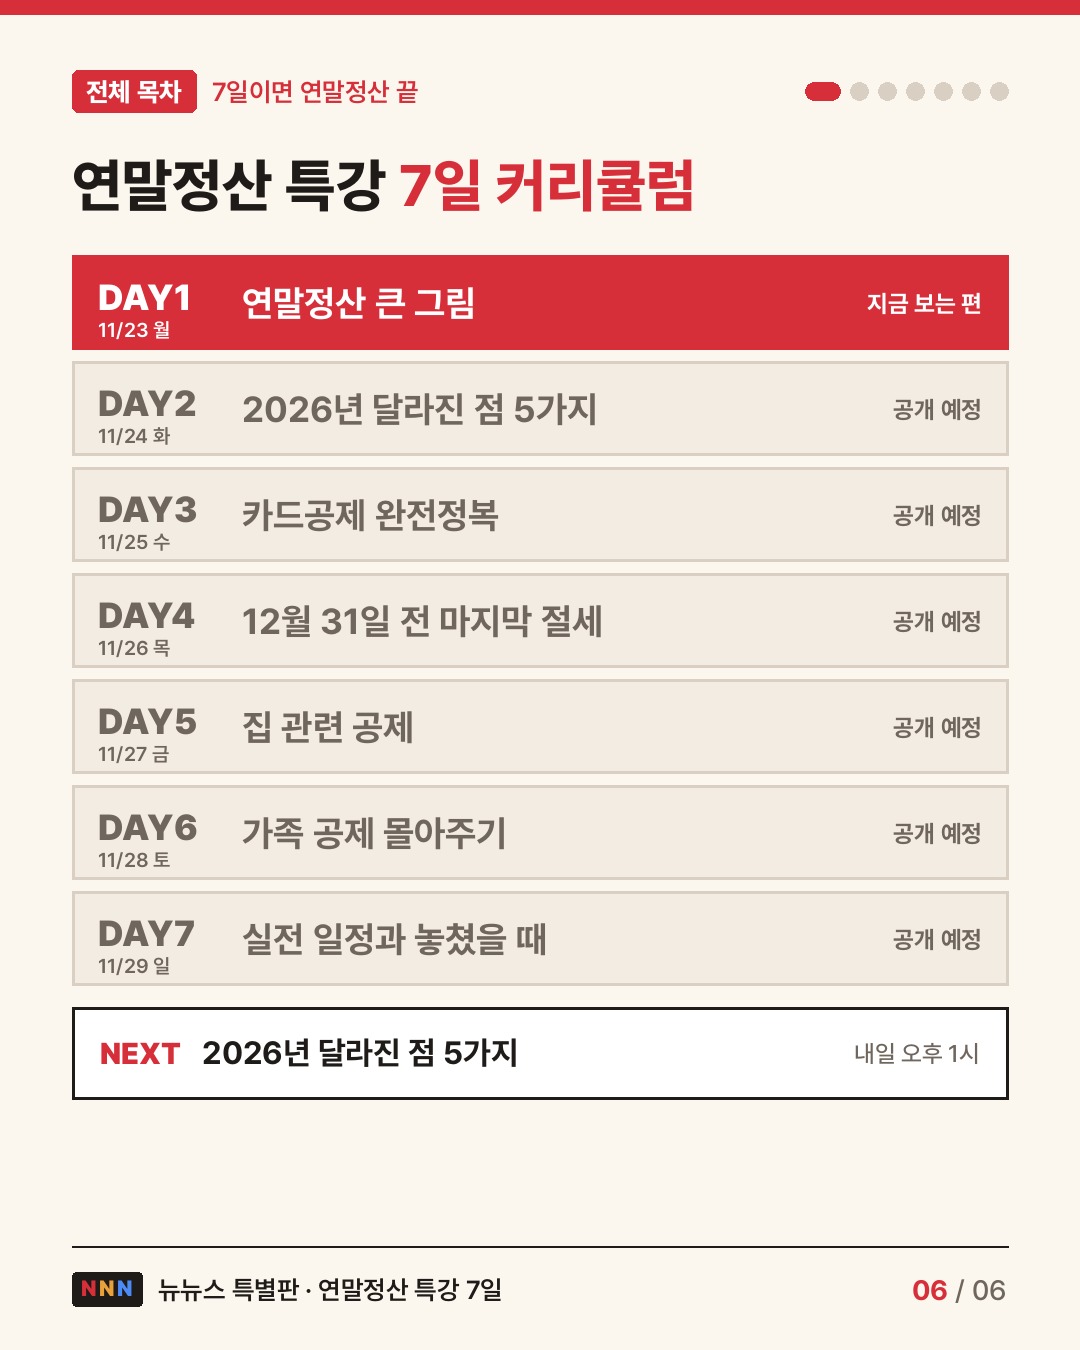 전체 목차 7일이면 연말정산 끝
연말정산 특강 7일 커리큘럼
DAY1 연말정산 큰 그림 지금 보는 편
11/23 월
DAY2 2026년 달라진 점 5가지 공개 예정
11/24 화
DAY3 카드공제 완전정복 공개 예정
11/25 수
DAY4 12월 31일 전 마지막 절세 공개 예정
11/26 목
DAY5 집 관련 공제 공개 예정
11/27 금
DAY6 가족 공제 몰아주기 공개 예정
11/28 토
DAY7 실전 일정과 놓쳤을 때 공개 예정
11/29 일
NEXT 2026년 달라진 점 5가지 내일 오후 1시
NNN 뉴뉴스 특별판 · 연말정산 특강 7일 06 / 06